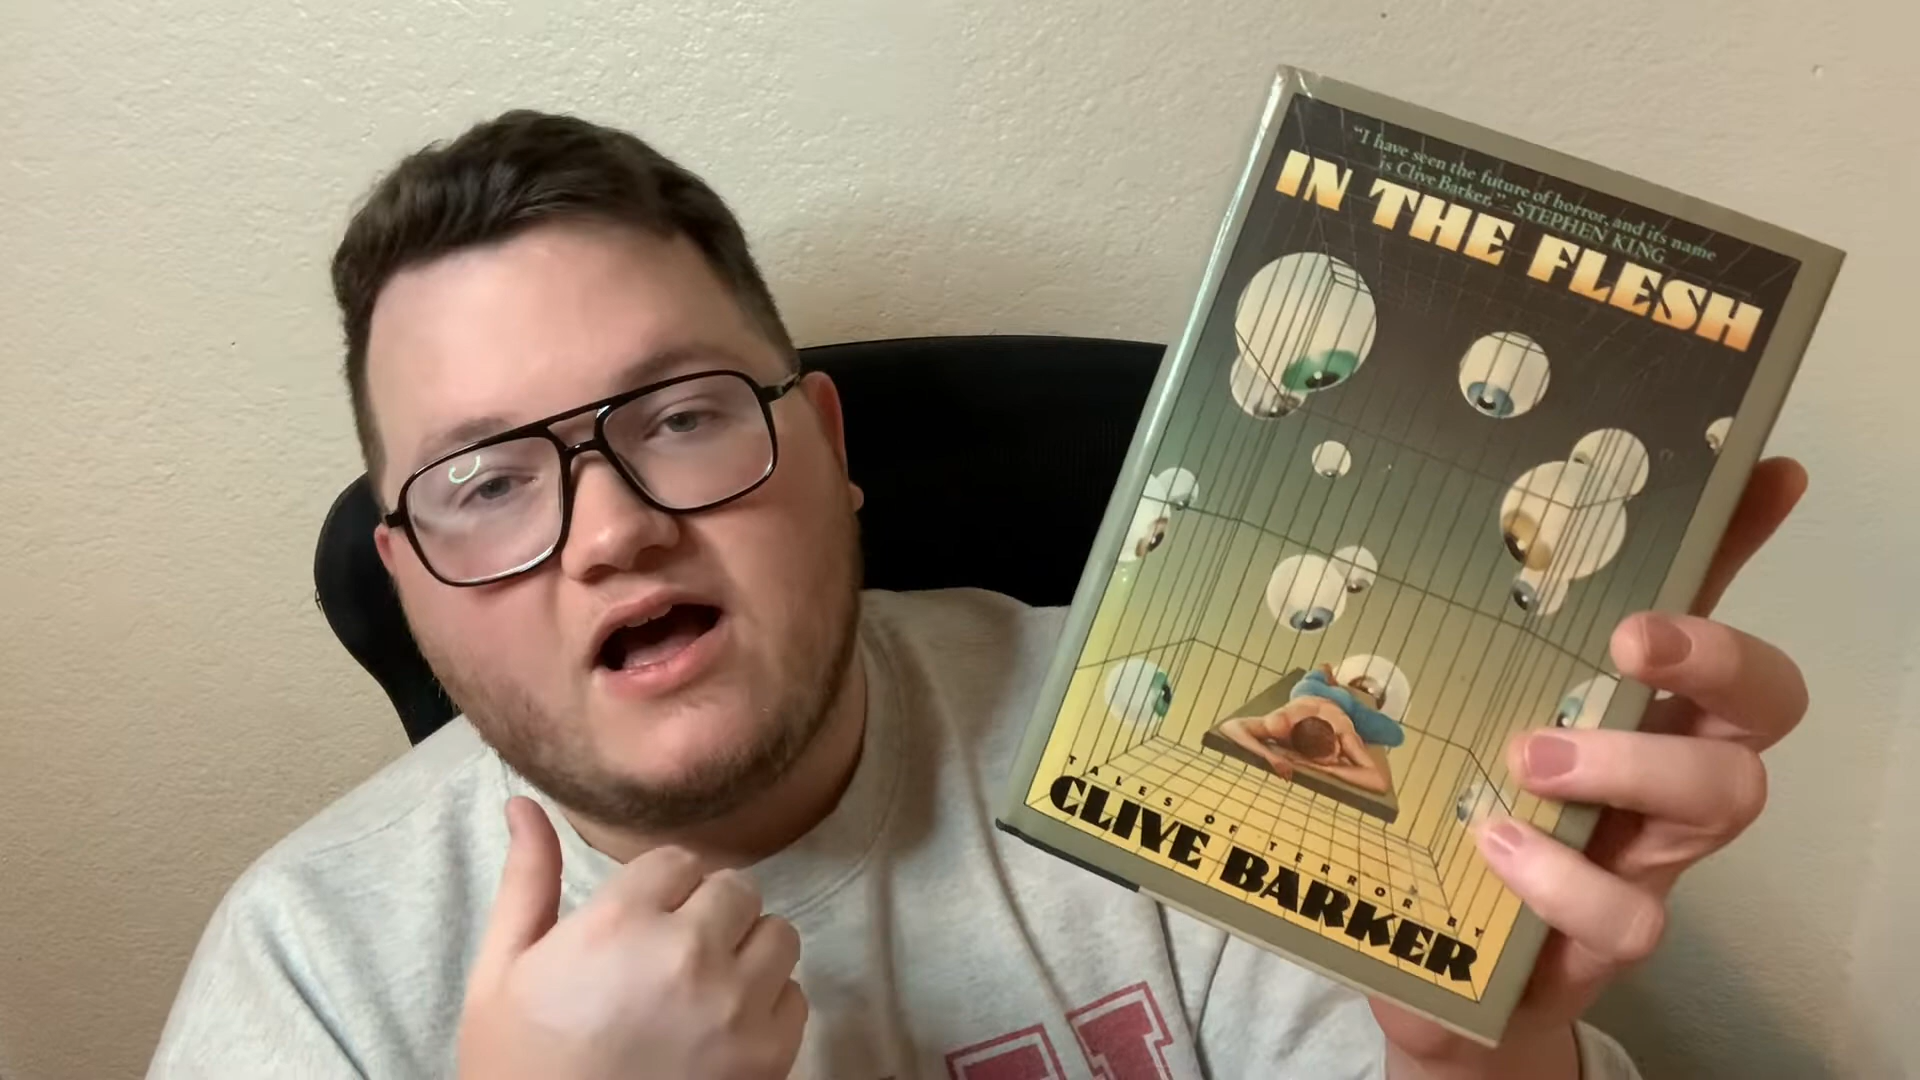 "I have seen the future of horror, and its name
is Clive Barker." – STEPHEN KING
IN THE FLESH
TALES OF TERROR BY
CLIVE BARKER